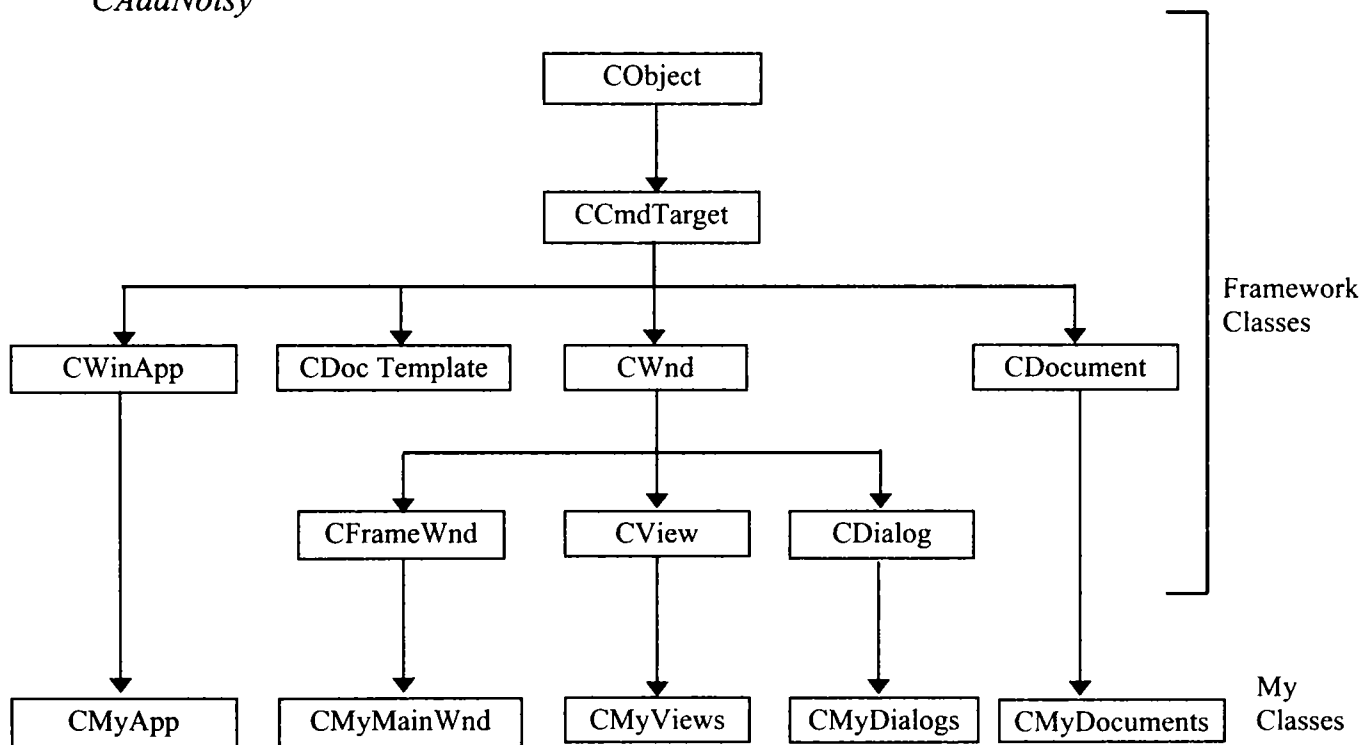 CAddNoisy
CObject
CCmdTarget
Framework
Classes
CWinApp
CDoc Template
CWnd
CDocument
CFrameWnd
CView
CDialog
My
Classes
CMyApp
CMyMainWnd
CMyViews
CMyDialogs
CMyDocuments